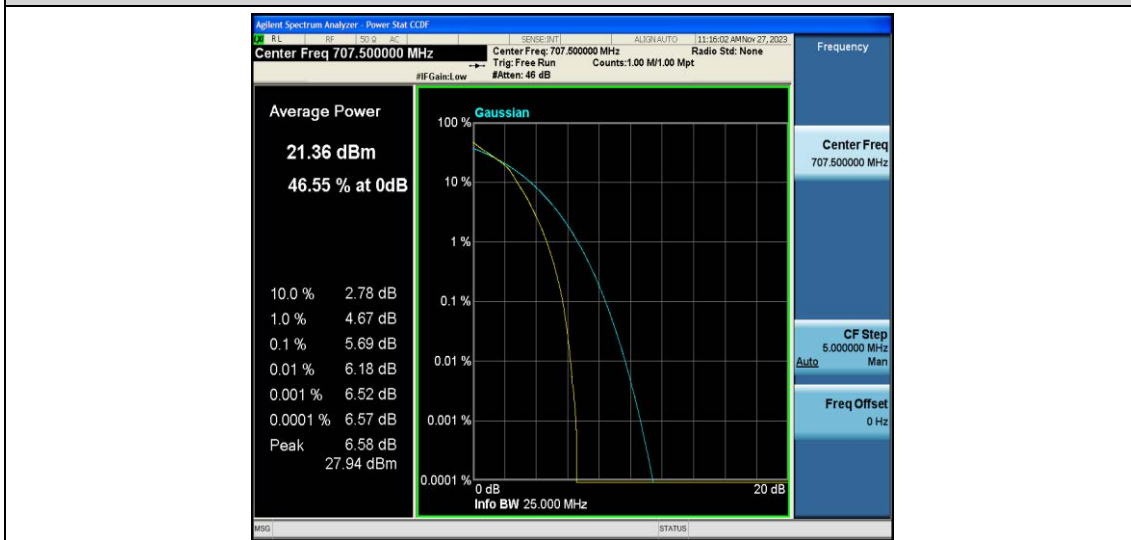 Agilent Spectrum Analyzer - Power Stat CCDF
RL RF 50 Ω AC SENSE:INT ALIGN AUTO 11:16:02 AM Nov 27, 2023
Center Freq 707.500000 MHz
Center Freq: 707.500000 MHz Radio Std: None
Trig: Free Run Counts:1.00 M/1.00 Mpt
#IFGain:Low #Atten: 46 dB
Frequency
Average Power
21.36 dBm
46.55 % at 0dB
10.0 % 2.78 dB
1.0 % 4.67 dB
0.1 % 5.69 dB
0.01 % 6.18 dB
0.001 % 6.52 dB
0.0001 % 6.57 dB
Peak 6.58 dB
27.94 dBm
Gaussian
100 %
10 %
1 %
0.1 %
0.01 %
0.001 %
0.0001 %
0 dB 20 dB
Info BW 25.000 MHz
Center Freq
707.500000 MHz
CF Step
5.000000 MHz
Auto Man
Freq Offset
0 Hz
MSG STATUS